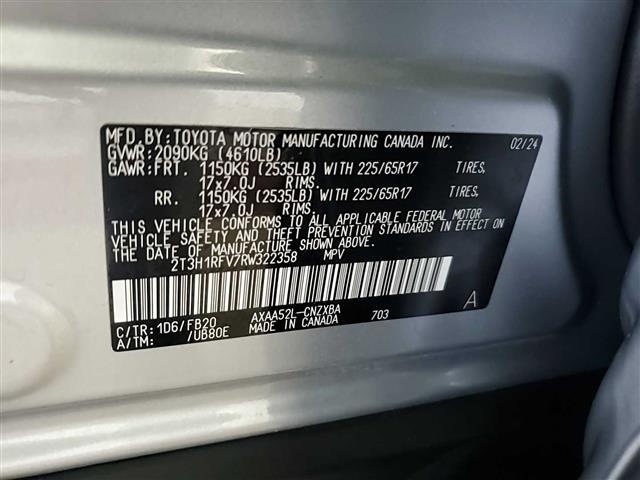 MFD. BY: TOYOTA MOTOR MANUFACTURING CANADA INC. 02/24
GVWR: 2090KG (4610LB)
GAWR: FRT. 1150KG (2535LB) WITH 225/65R17 TIRES,
17x7.0J RIMS.
RR. 1150KG (2535LB) WITH 225/65R17 TIRES,
17x7.0J RIMS.
THIS VEHICLE CONFORMS TO ALL APPLICABLE FEDERAL MOTOR
VEHICLE SAFETY AND THEFT PREVENTION STANDARDS IN EFFECT ON
THE DATE OF MANUFACTURE SHOWN ABOVE.
2T3H1RFV7RW322358 MPV
A
C/TR: 1D6/FB20 AXAA52L-CNZXBA 703
A/TM: /UB80E MADE IN CANADA